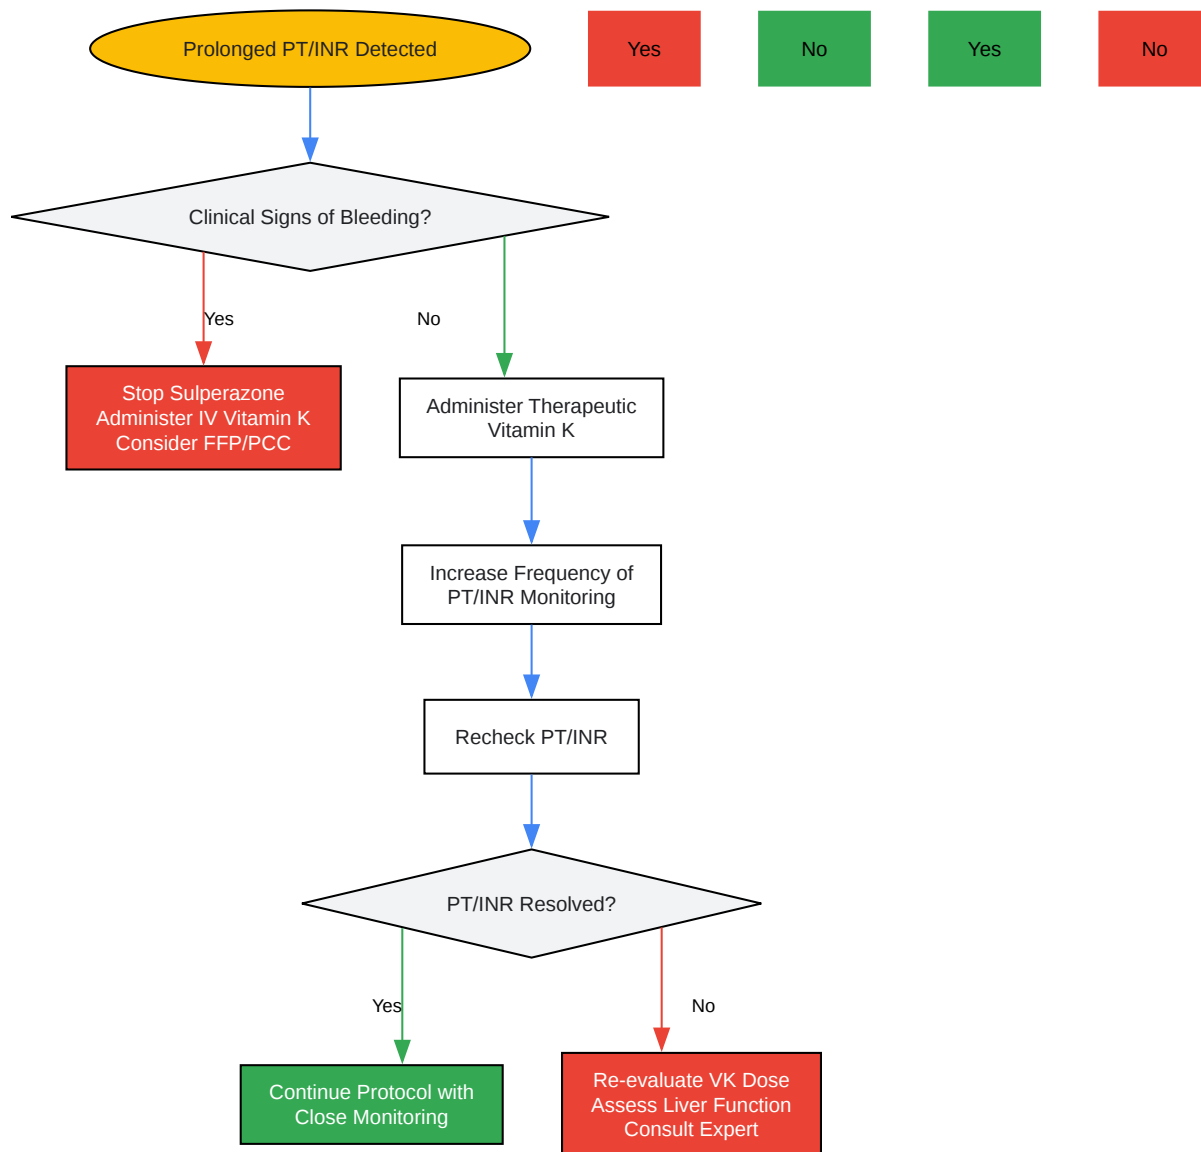 Prolonged PT/INR Detected
Yes
No
Yes
No
Clinical Signs of Bleeding?
Yes
No
Stop Sulperazone
Administer IV Vitamin K
Consider FFP/PCC
Administer Therapeutic
Vitamin K
Increase Frequency of
PT/INR Monitoring
Recheck PT/INR
PT/INR Resolved?
Yes
No
Continue Protocol with
Close Monitoring
Re-evaluate VK Dose
Assess Liver Function
Consult Expert